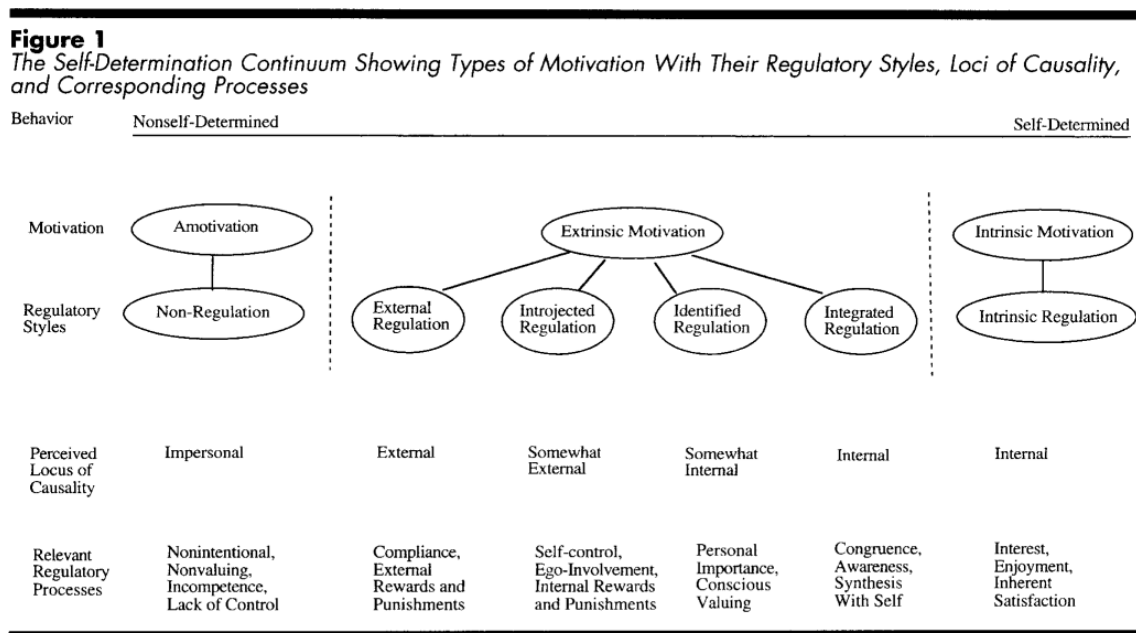 Figure 1
The Self-Determination Continuum Showing Types of Motivation With Their Regulatory Styles, Loci of Causality,
and Corresponding Processes
Behavior Nonself-Determined Self-Determined
Motivation Amotivation Extrinsic Motivation Intrinsic Motivation
Regulatory
Styles
Non-Regulation
External
Regulation
Introjected
Regulation
Identified
Regulation
Integrated
Regulation
Intrinsic Regulation
Perceived
Locus of
Causality
Impersonal
External
Somewhat
External
Somewhat
Internal
Internal
Internal
Relevant
Regulatory
Processes
Nonintentional,
Nonvaluing,
Incompetence,
Lack of Control
Compliance,
External
Rewards and
Punishments
Self-control,
Ego-Involvement,
Internal Rewards
and Punishments
Personal
Importance,
Conscious
Valuing
Congruence,
Awareness,
Synthesis
With Self
Interest,
Enjoyment,
Inherent
Satisfaction